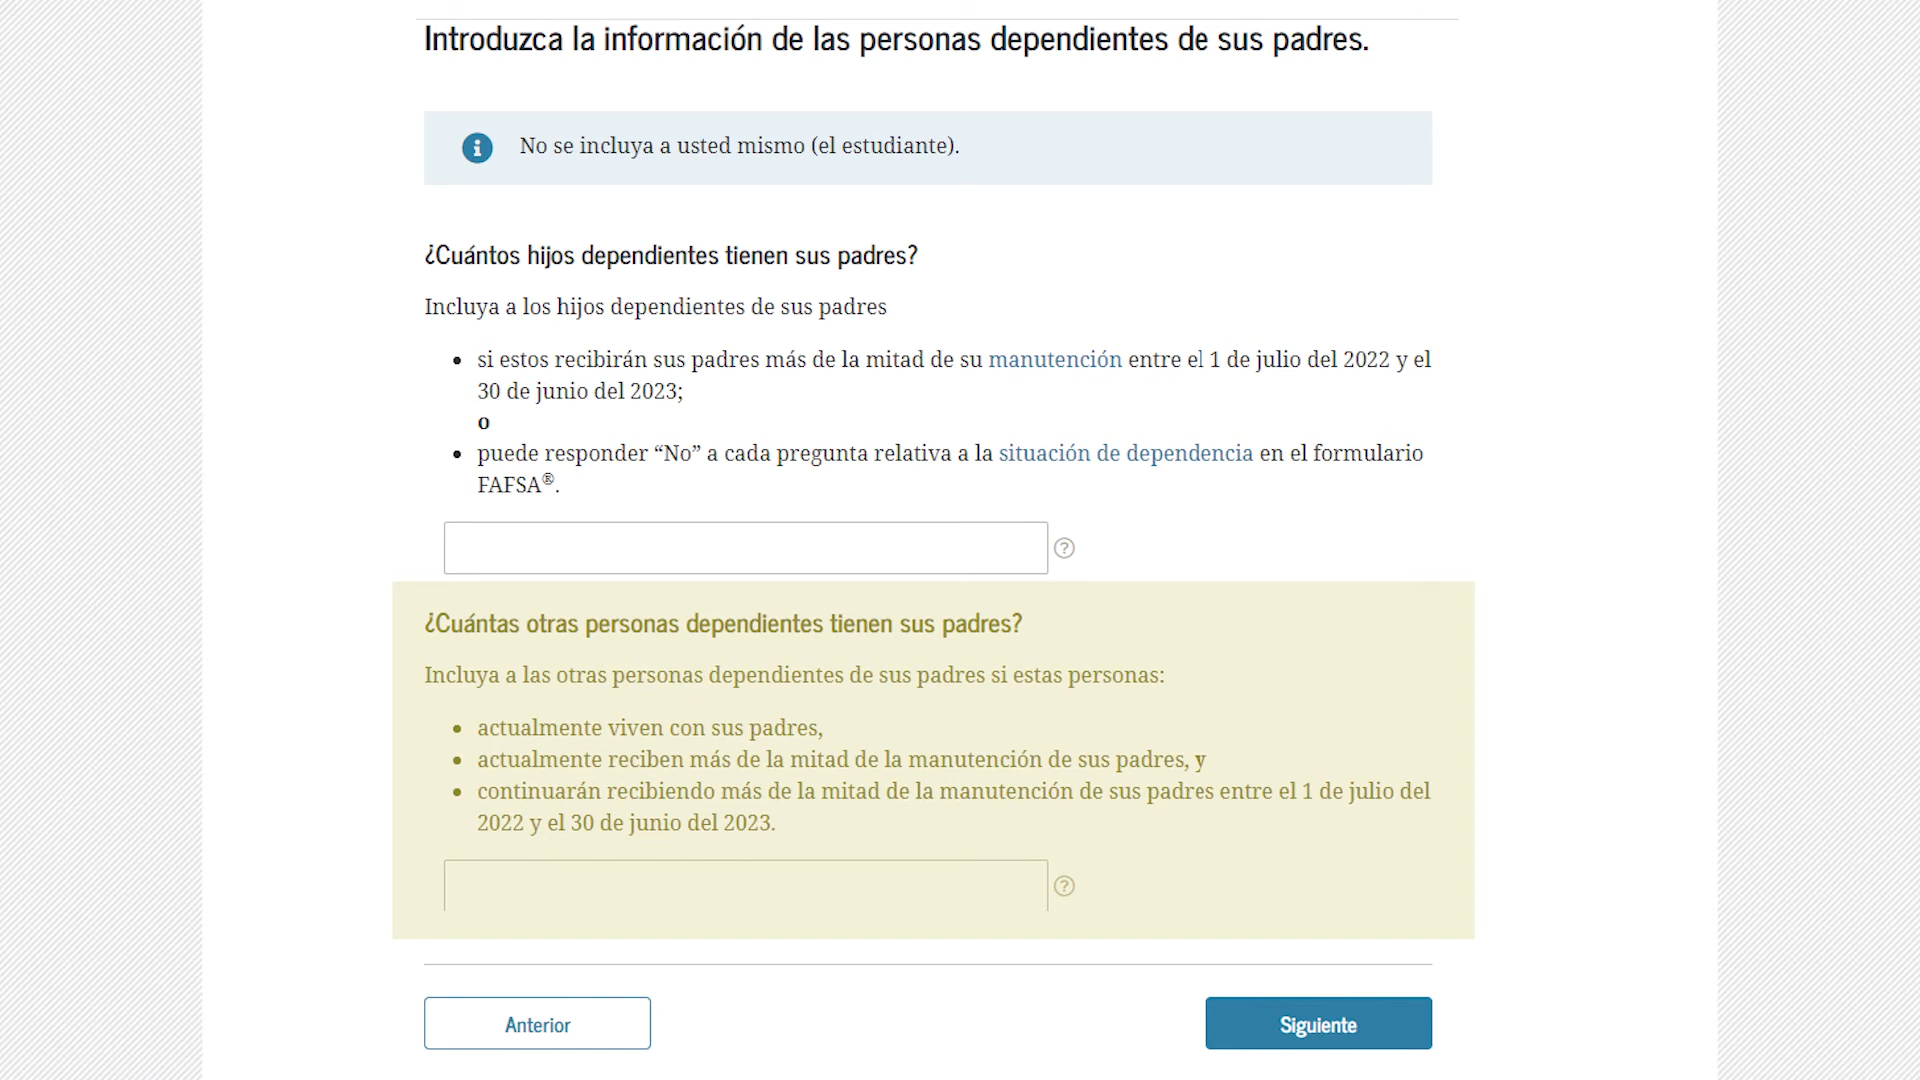 Introduzca la información de las personas dependientes de sus padres.
No se incluya a usted mismo (el estudiante).
¿Cuántos hijos dependientes tienen sus padres?
Incluya a los hijos dependientes de sus padres
• si estos recibirán sus padres más de la mitad de su manutención entre el 1 de julio del 2022 y el
30 de junio del 2023;
o
• puede responder “No” a cada pregunta relativa a la situación de dependencia en el formulario
FAFSA®.
?
¿Cuántas otras personas dependientes tienen sus padres?
Incluya a las otras personas dependientes de sus padres si estas personas:
• actualmente viven con sus padres,
• actualmente reciben más de la mitad de la manutención de sus padres, y
• continuarán recibiendo más de la mitad de la manutención de sus padres entre el 1 de julio del
2022 y el 30 de junio del 2023.
?
Anterior
Siguiente